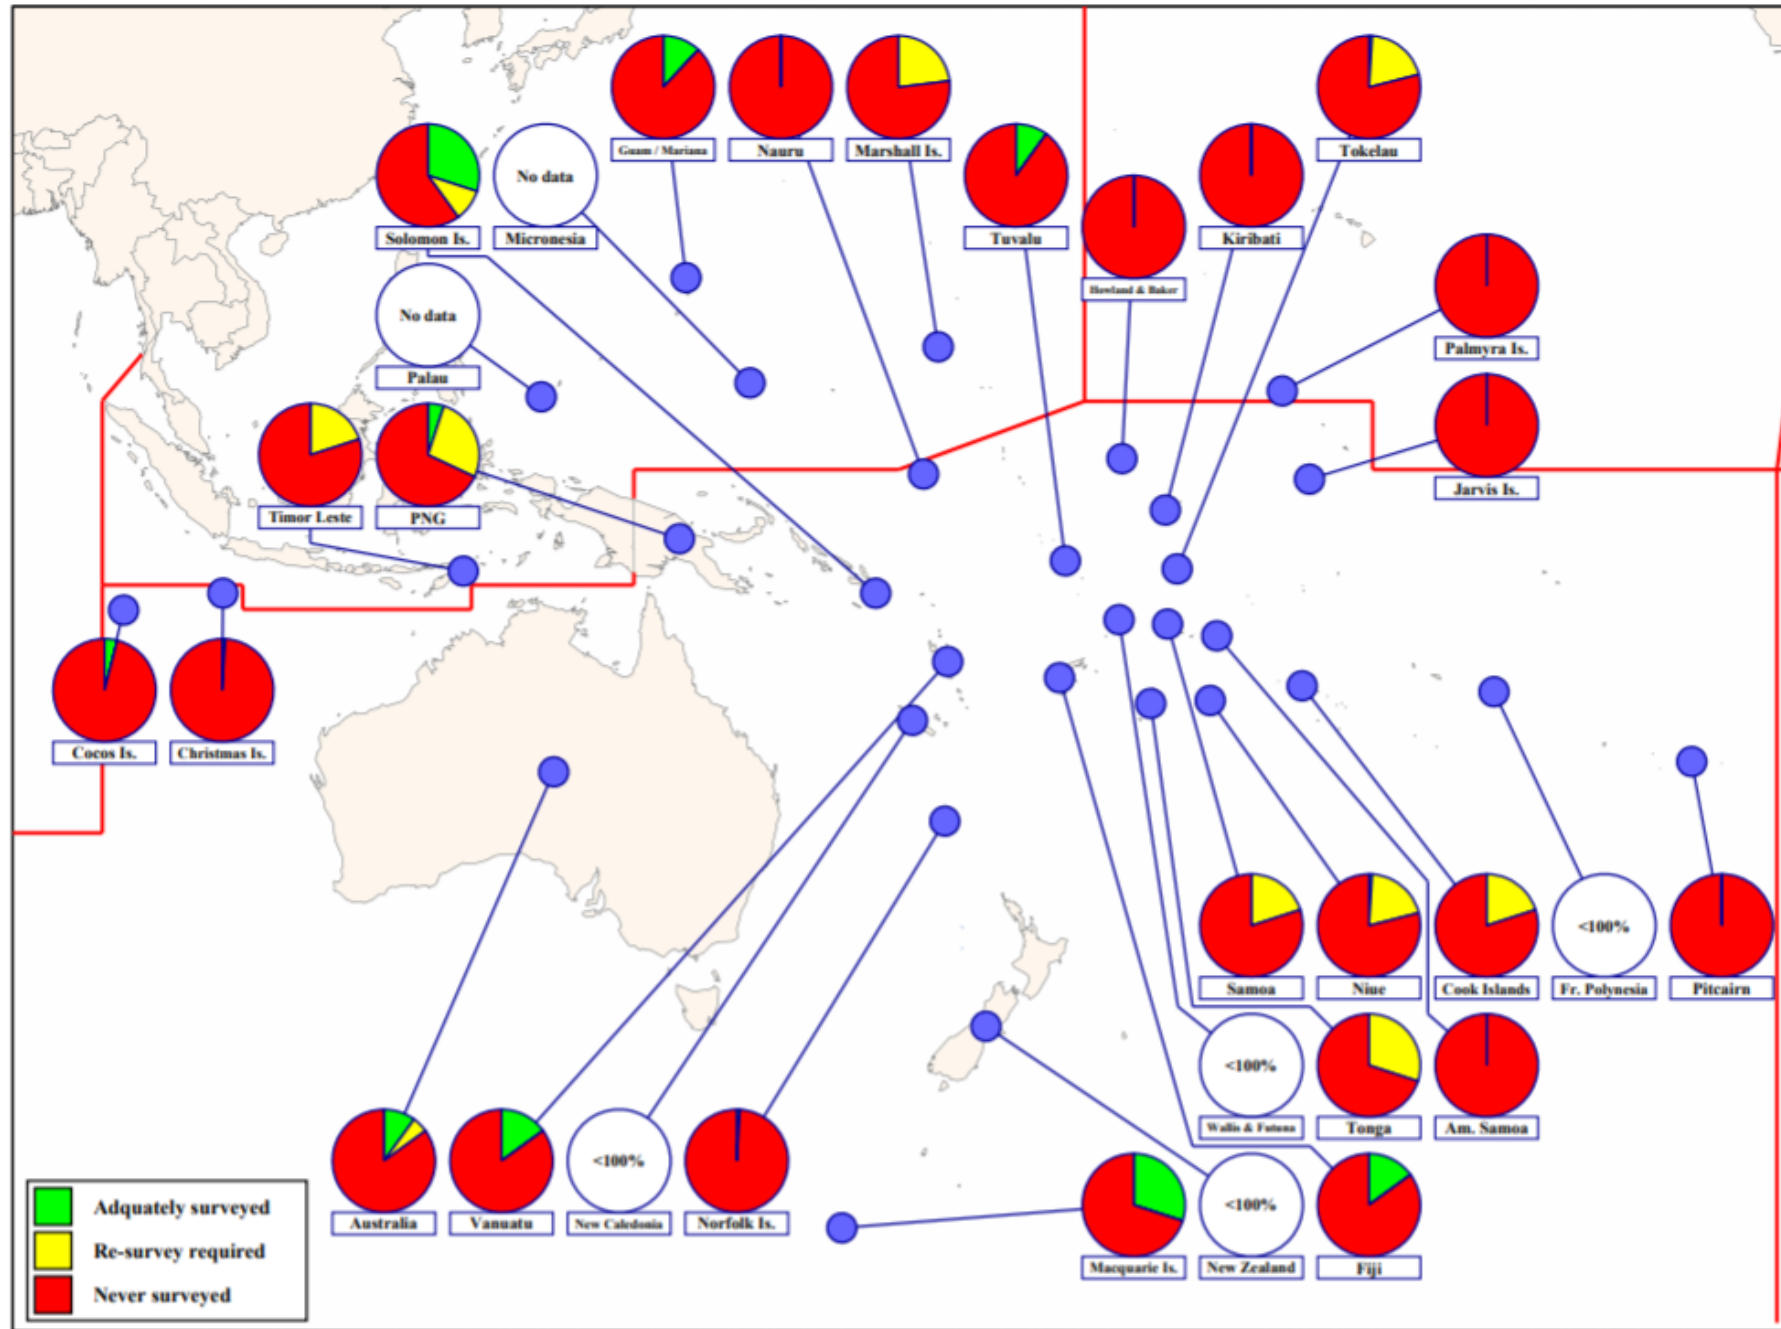 Guam / Mariana
Nauru
Marshall Is.
Tokelau
No data
Solomon Is.
Micronesia
Tuvalu
Kiribati
Howland & Baker
No data
Palau
Palmyra Is.
Timor Leste
PNG
Jarvis Is.
Cocos Is.
Christmas Is.
<100%
Samoa
Niue
Cook Islands
Fr. Polynesia
Pitcairn
<100%
Wallis & Futuna
Tonga
Am. Samoa
<100%
Australia
Vanuatu
New Caledonia
Norfolk Is.
<100%
Macquarie Is.
New Zealand
Fiji
Adquately surveyed
Re-survey required
Never surveyed